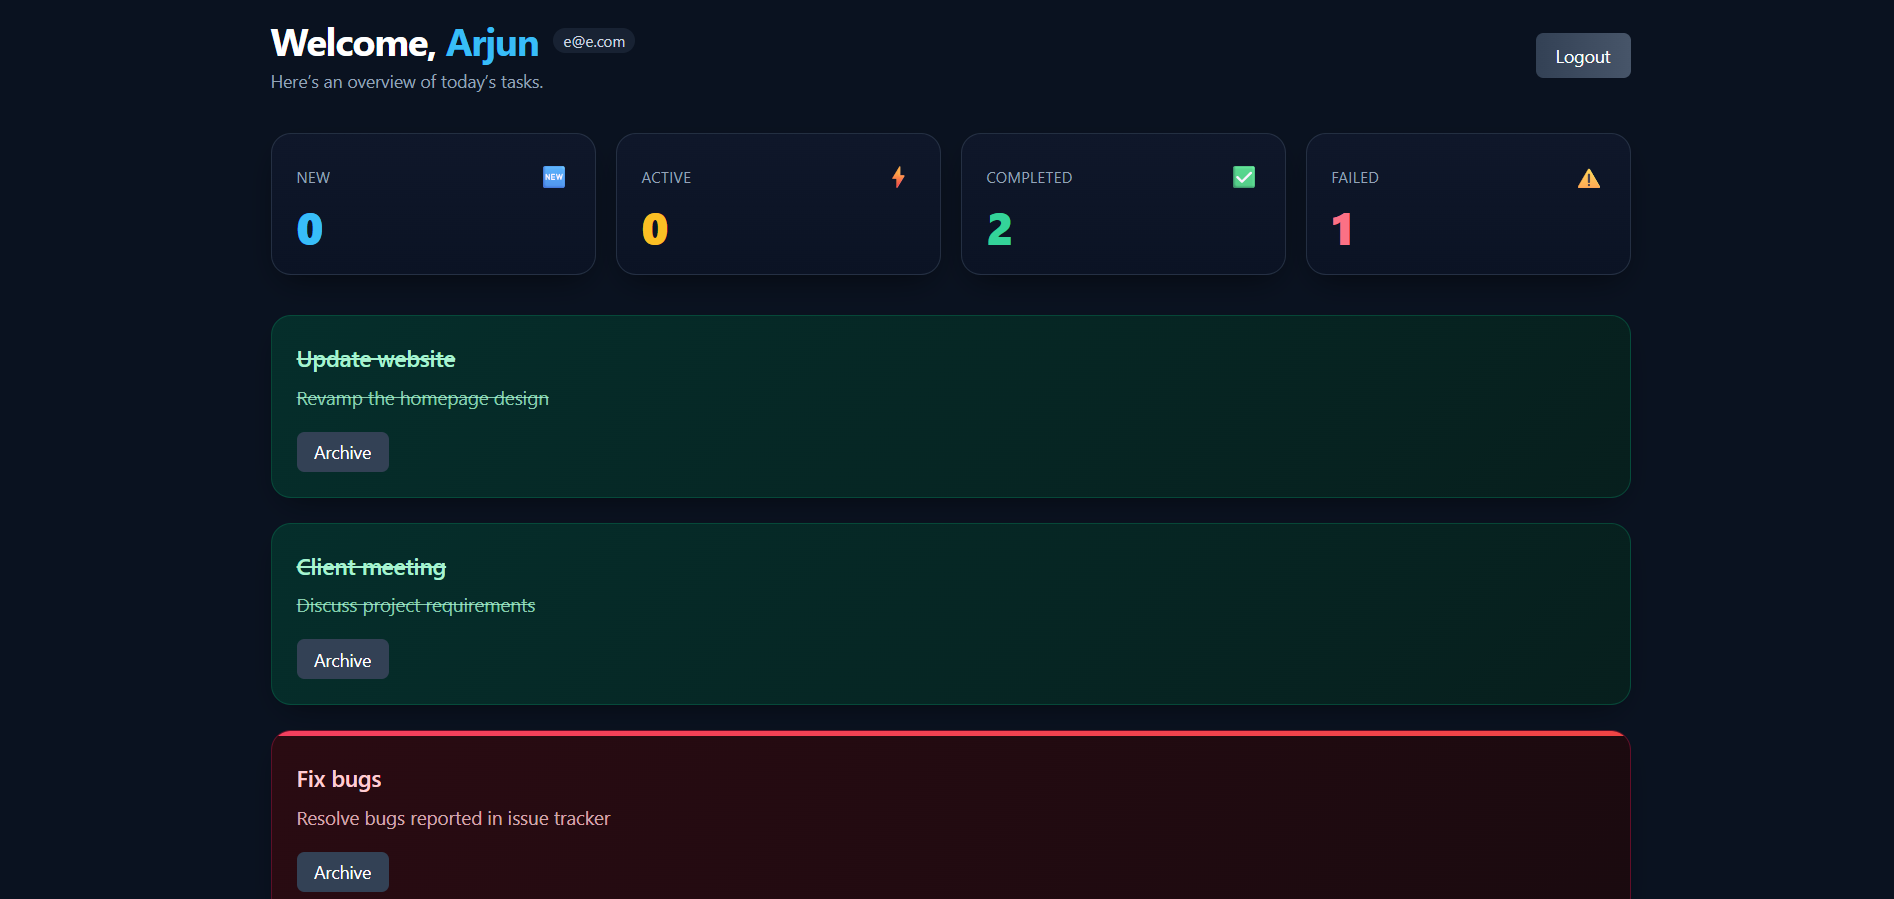 Welcome, Arjun e@e.com
Logout
Here's an overview of today's tasks.
NEW NEW
0
ACTIVE
0
COMPLETED
2
FAILED
1
Update website
Revamp the homepage design
Archive
Client meeting
Discuss project requirements
Archive
Fix bugs
Resolve bugs reported in issue tracker
Archive